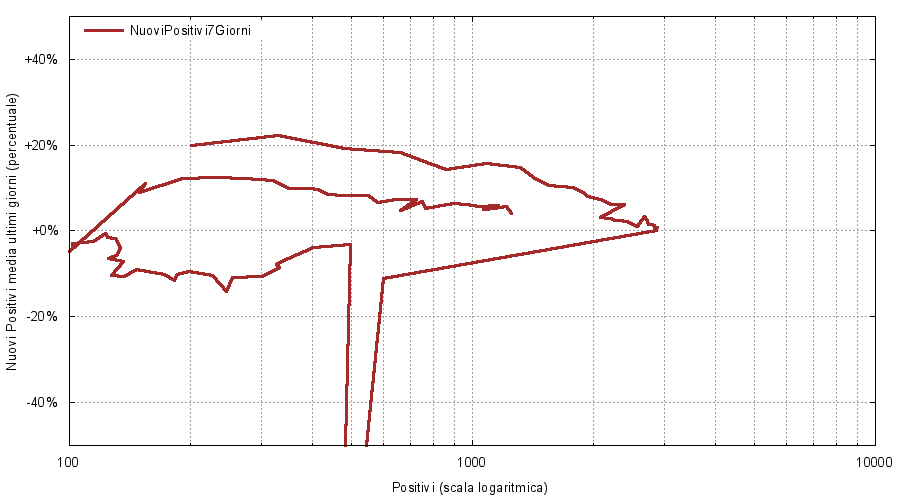 NuoviPositivi7Giorni
Nuovi Positivi media ultimi giorni (percentuale)
+40%
+20%
+0%
-20%
-40%
100
1000
10000
Positivi (scala logaritmica)